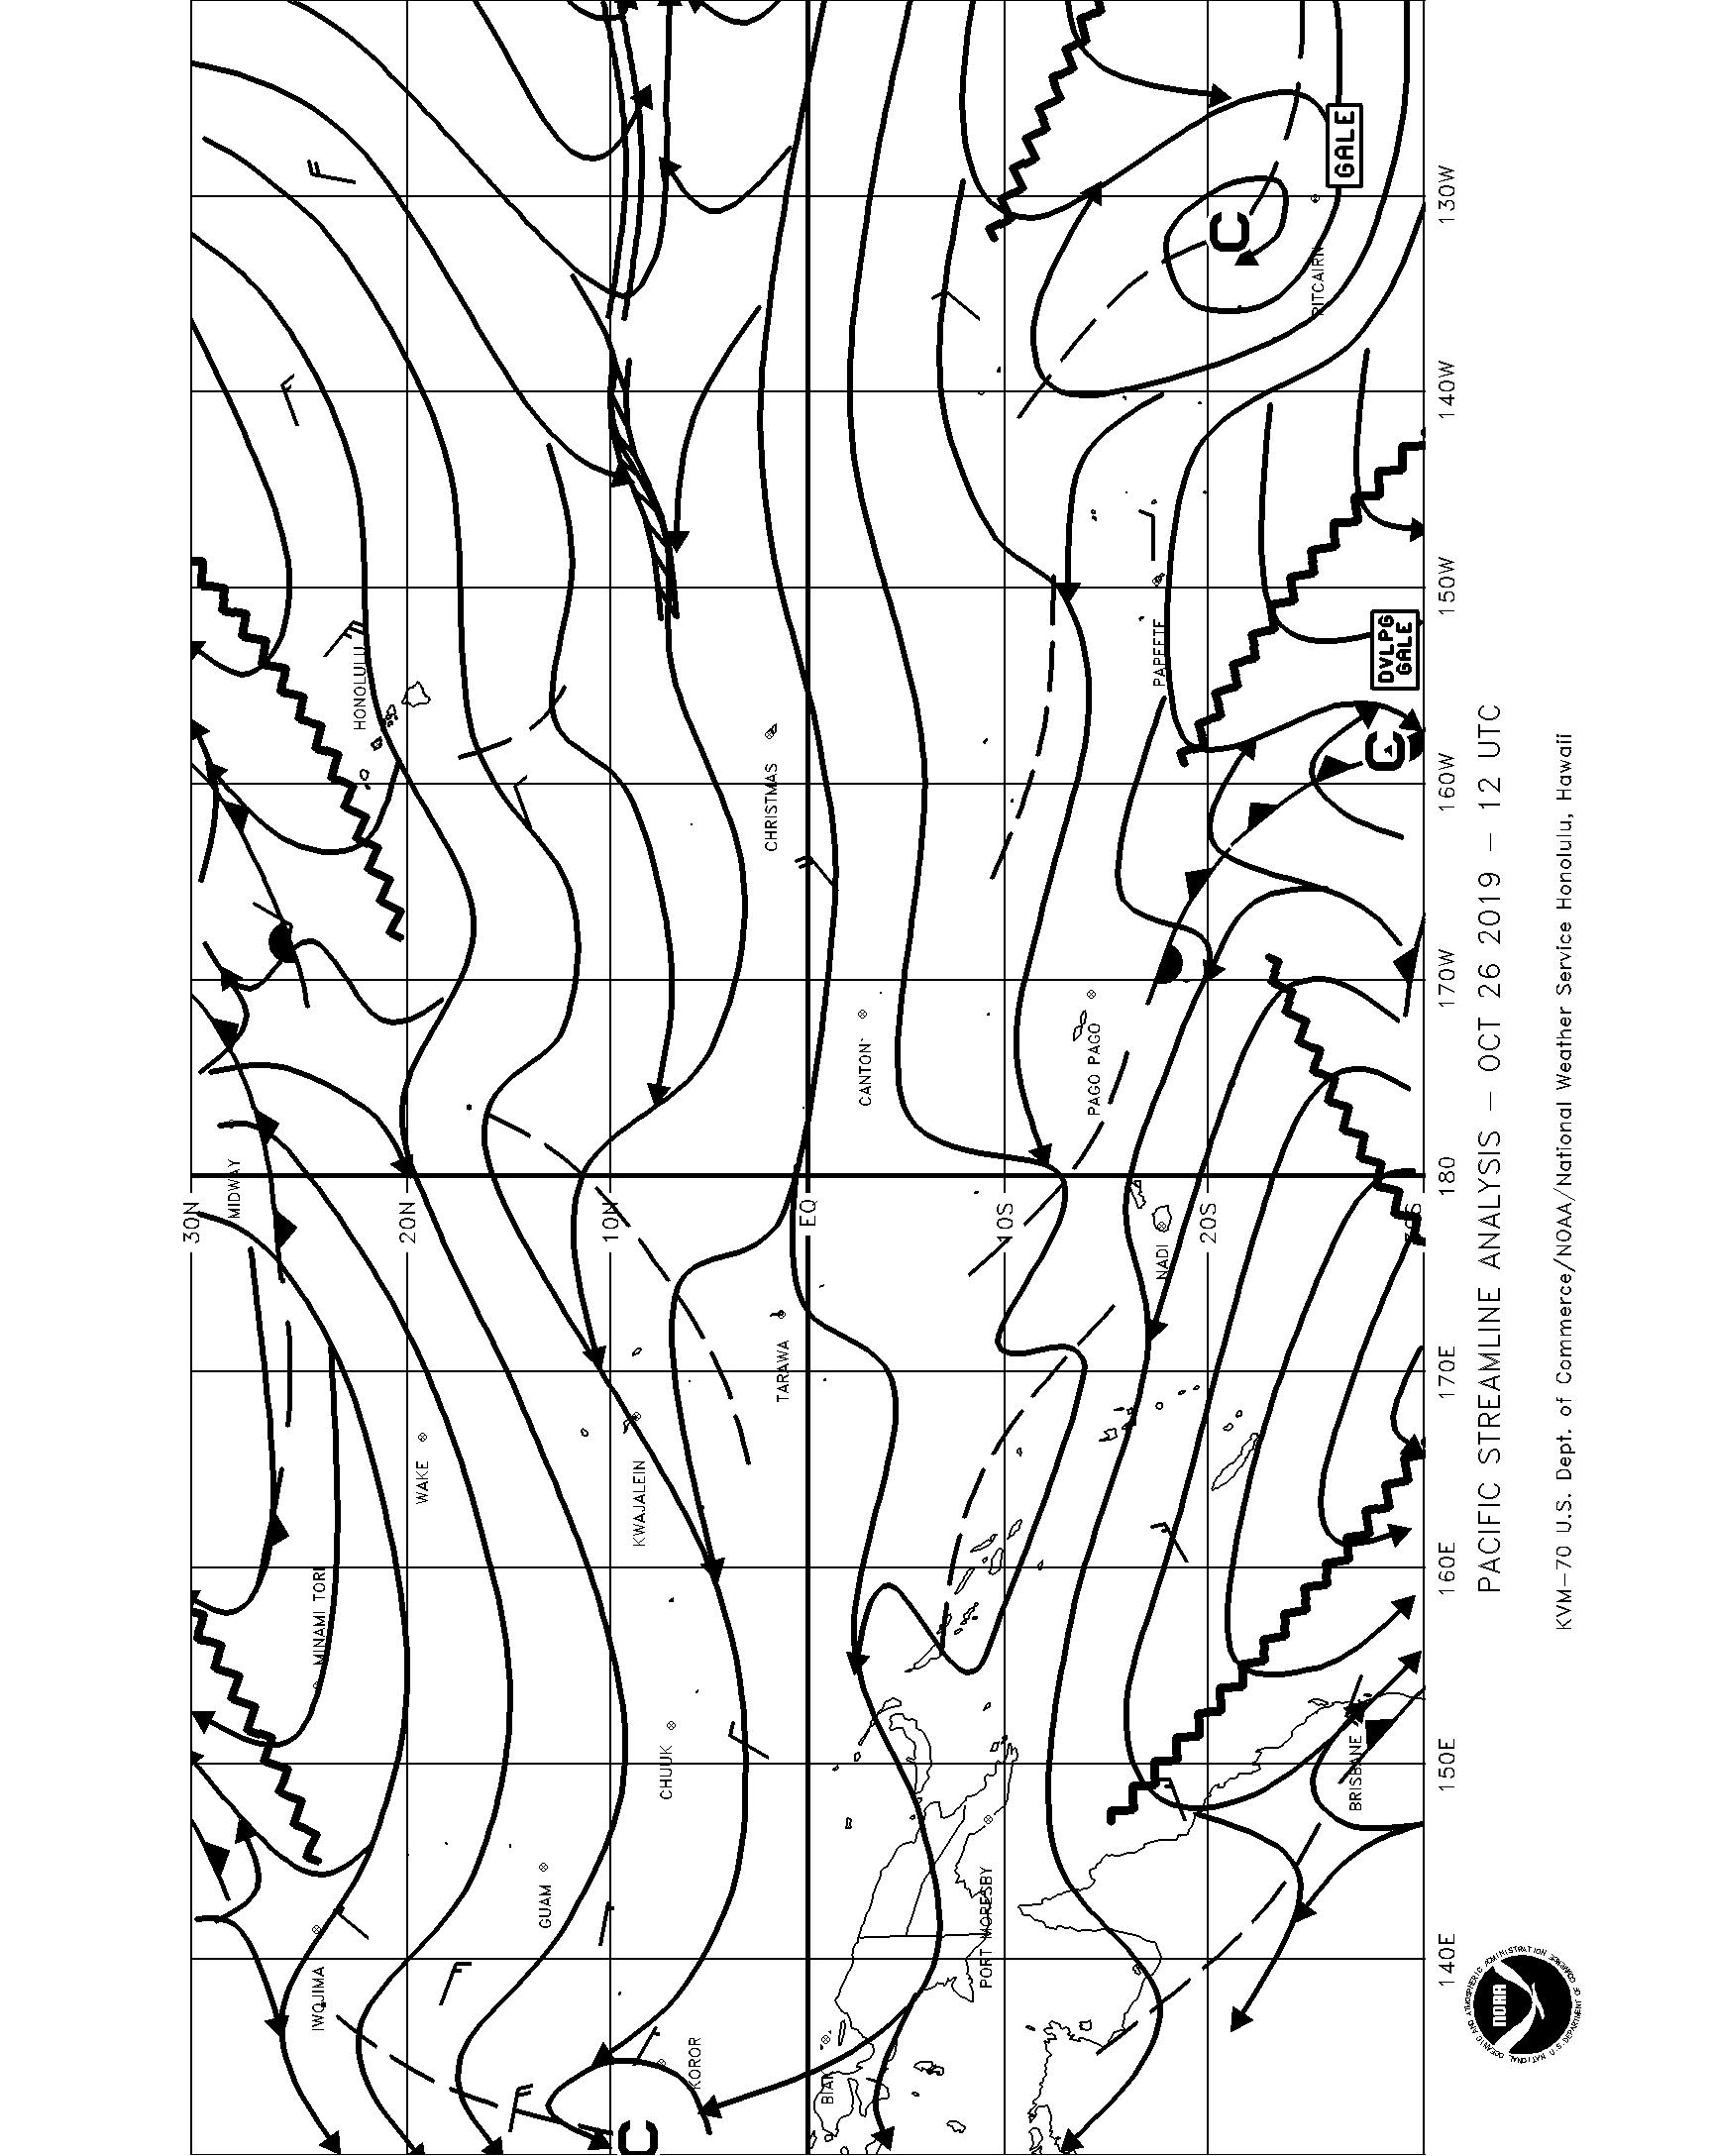 PACIFIC STREAMLINE ANALYSIS – OCT 26 2019 – 12 UTC
KVM–70 U.S. Dept. of Commerce/NOAA/National Weather Service Honolulu, Hawaii
140E
150E
160E
170E
180
170W
160W
150W
140W
130W
30N
20N
10N
EQ
10S
20S
IWOJIMA
MINAMI TORI
MIDWAY
HONOLULU
WAKE
GUAM
KWAJALEIN
CHUUK
KOROR
TARAWA
CHRISTMAS
CANTON
BIAK
PORT MORESBY
PAGO PAGO
NADI
PAPEETE
PITCAIRN
BRISBANE
GALE
DVLPG
GALE
C
C
C
NOAA
NATIONAL OCEANIC AND ATMOSPHERIC ADMINISTRATION
U.S. DEPARTMENT OF COMMERCE